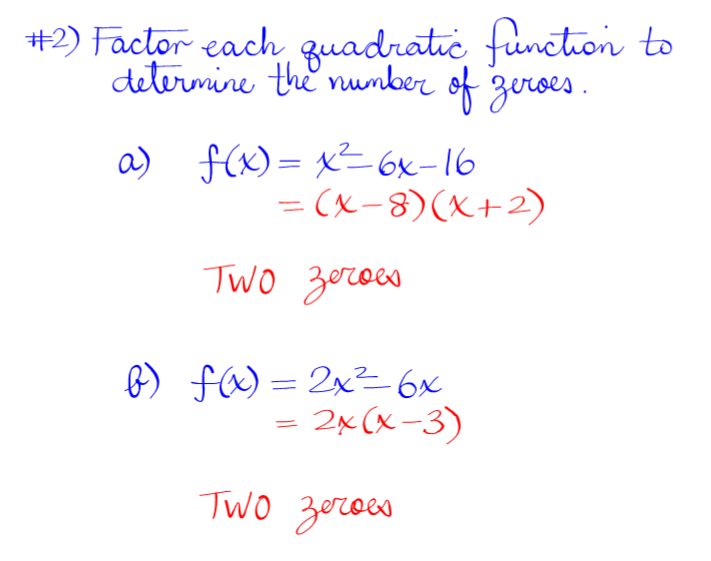 #2) Factor each quadratic function to
determine the number of zeroes.
a) f(x) = x² - 6x - 16
= (x - 8)(x + 2)
Two zeroes
b) f(x) = 2x² - 6x
= 2x(x - 3)
Two zeroes